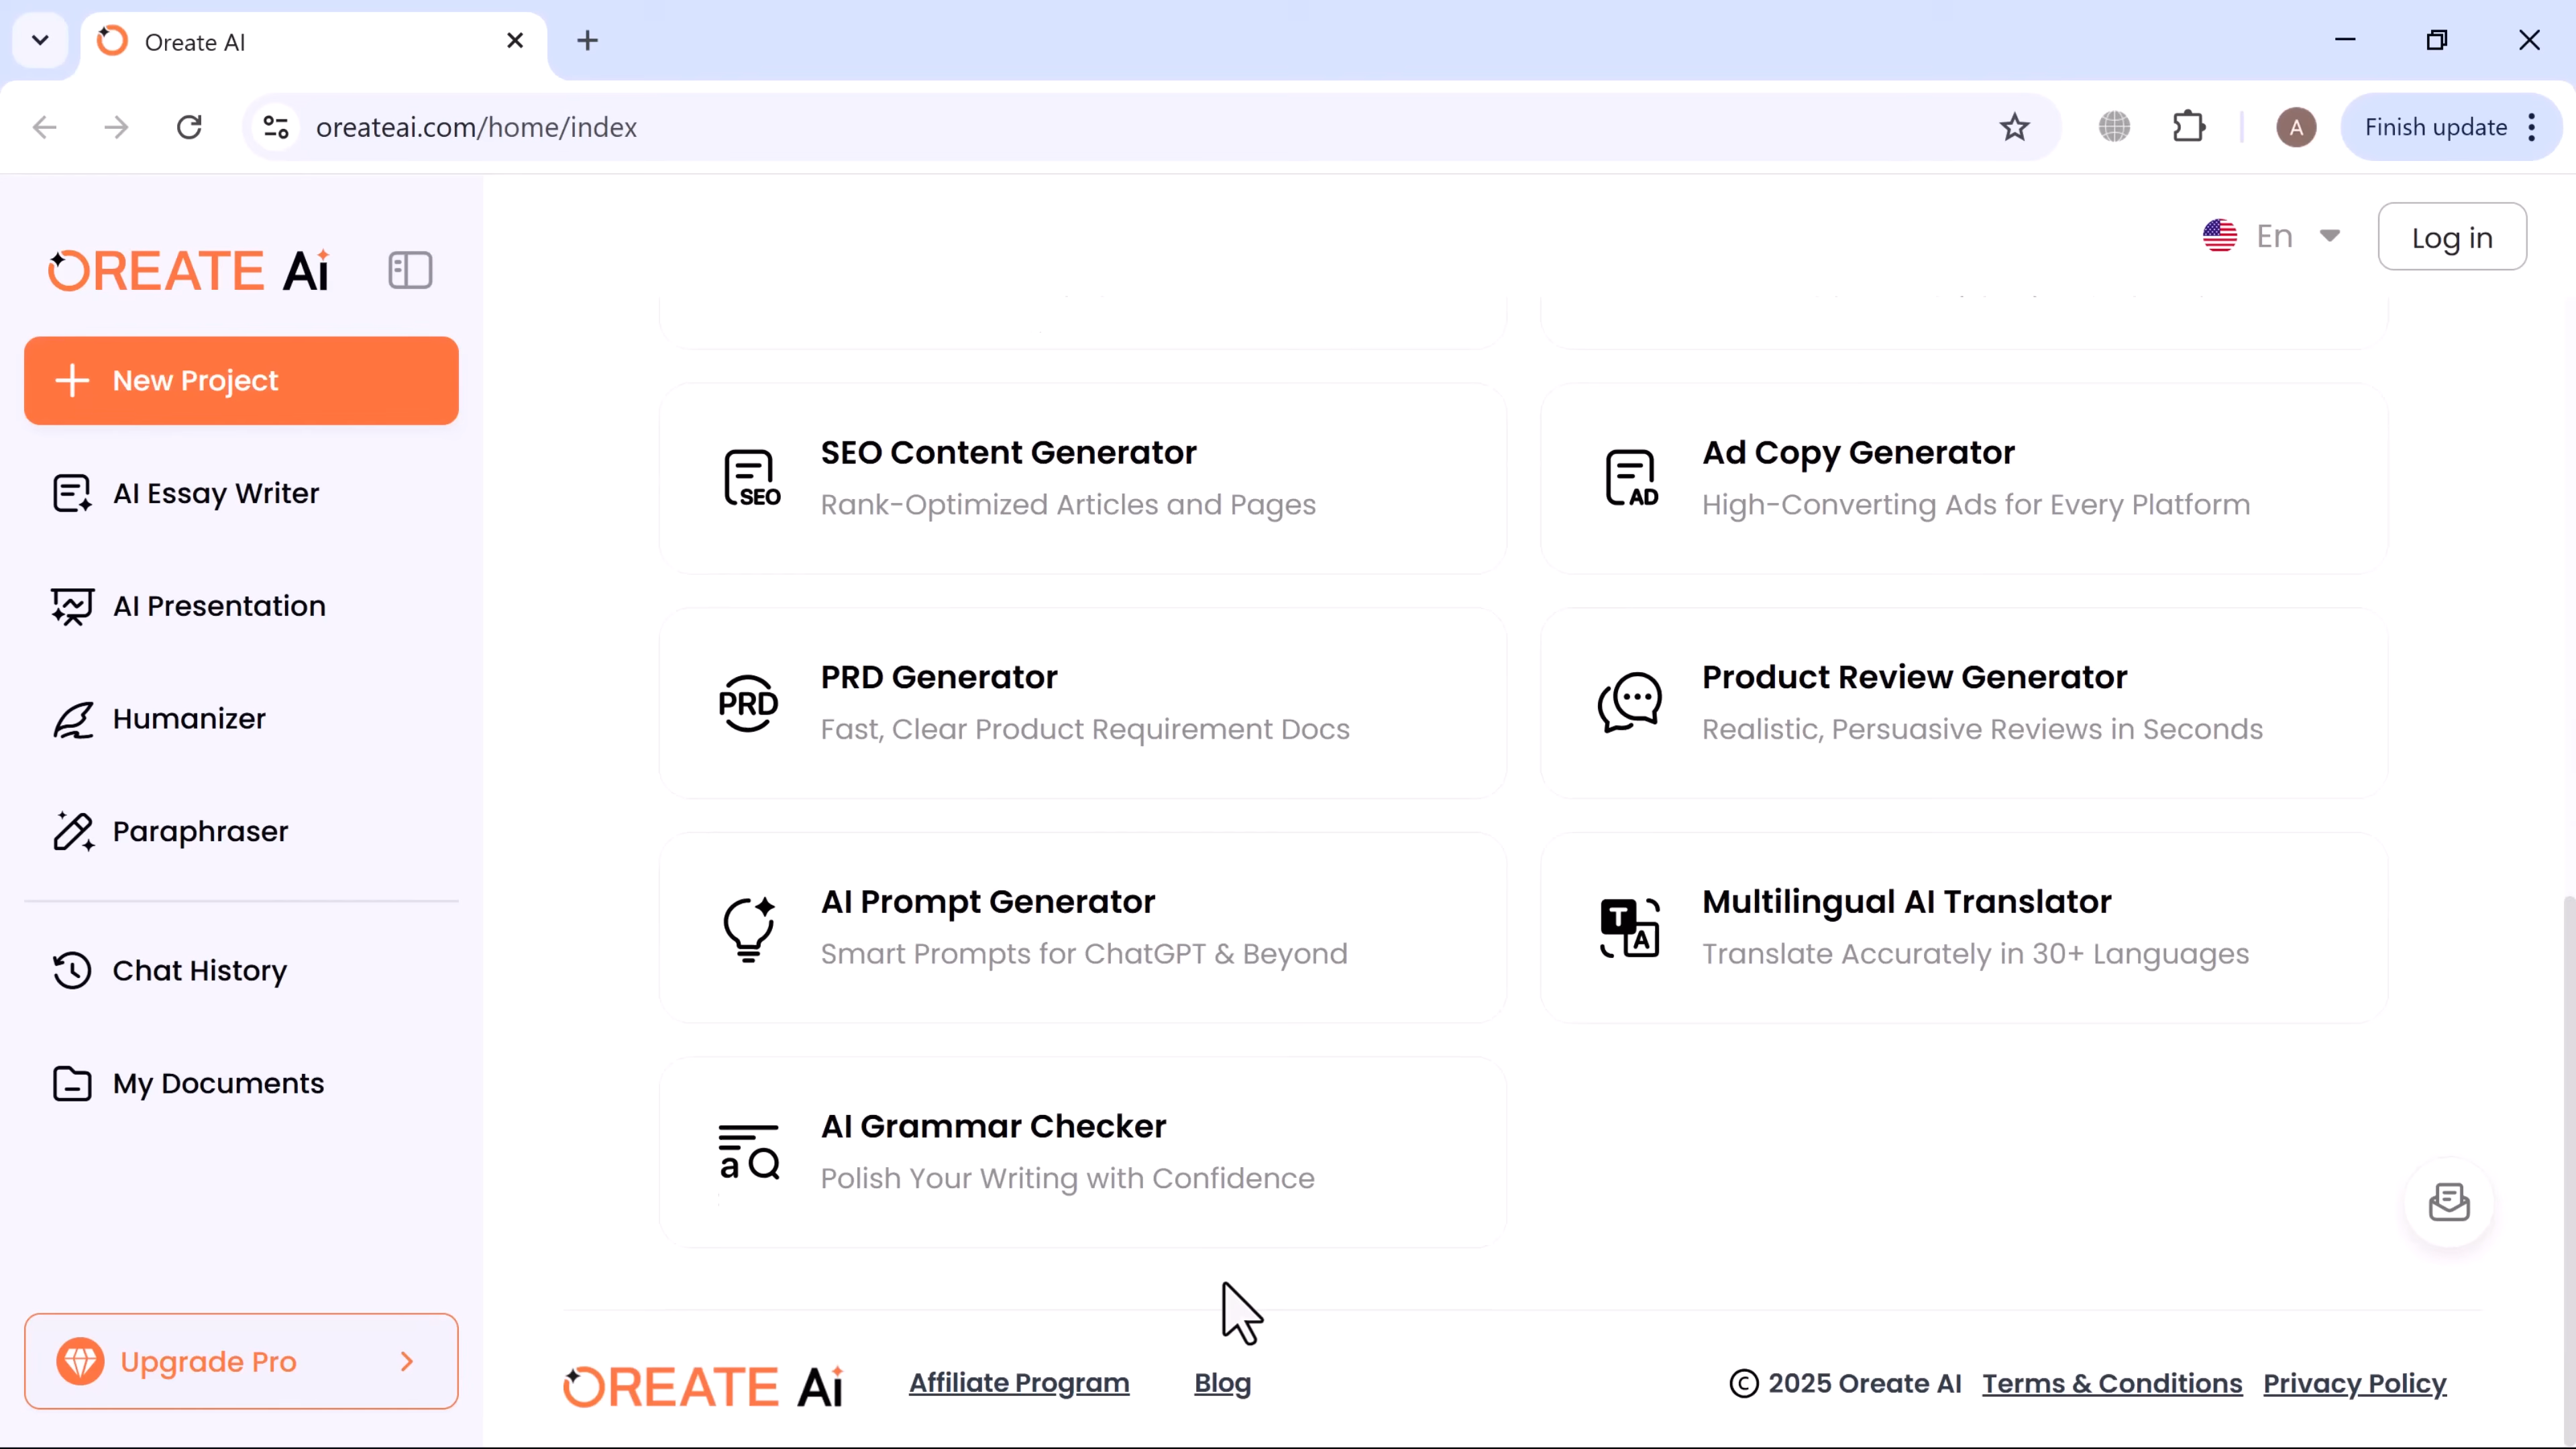 Oreate AI
oreateai.com/home/index
A
Finish update
OREATE Ai
En
Log in
New Project
AI Essay Writer
AI Presentation
Humanizer
Paraphraser
Chat History
My Documents
Upgrade Pro
SEO
SEO Content Generator
Rank-Optimized Articles and Pages
AD
Ad Copy Generator
High-Converting Ads for Every Platform
PRD
PRD Generator
Fast, Clear Product Requirement Docs
Product Review Generator
Realistic, Persuasive Reviews in Seconds
AI Prompt Generator
Smart Prompts for ChatGPT & Beyond
T
A
Multilingual AI Translator
Translate Accurately in 30+ Languages
a
AI Grammar Checker
Polish Your Writing with Confidence
OREATE Ai
Affiliate Program
Blog
© 2025 Oreate AI
Terms & Conditions
Privacy Policy